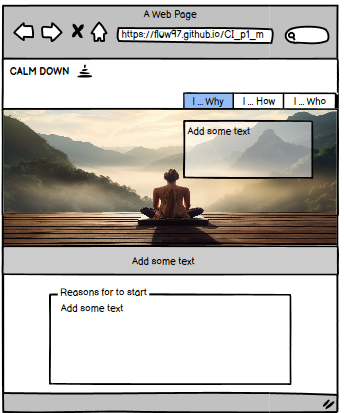 A Web Page
https://fluw97.github.io/CI_p1_m
CALM DOWN
I ... Why I ... How I ... Who
Add some text
Add some text
Reasons for to start
Add some text